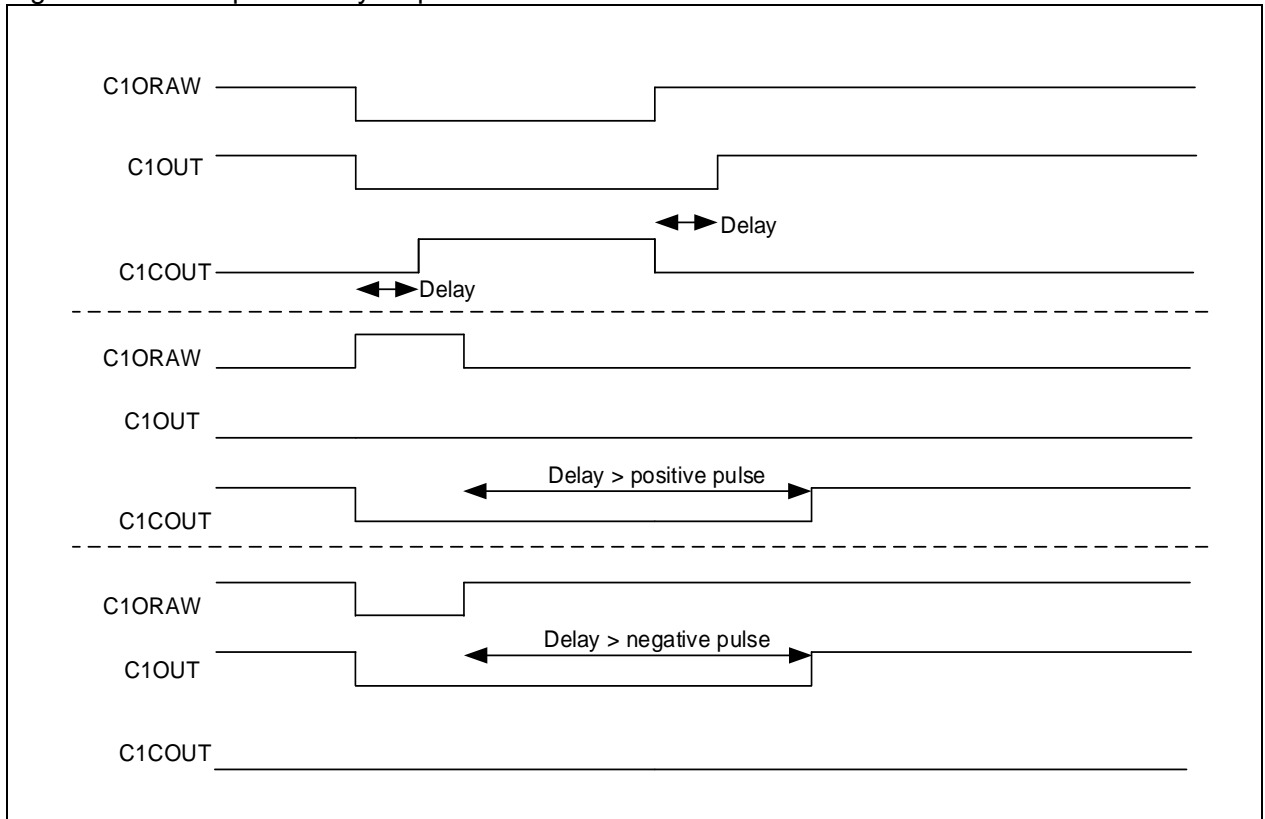 C1ORAW
C1OUT
Delay
C1COUT
Delay
C1ORAW
C1OUT
Delay > positive pulse
C1COUT
C1ORAW
Delay > negative pulse
C1OUT
C1COUT